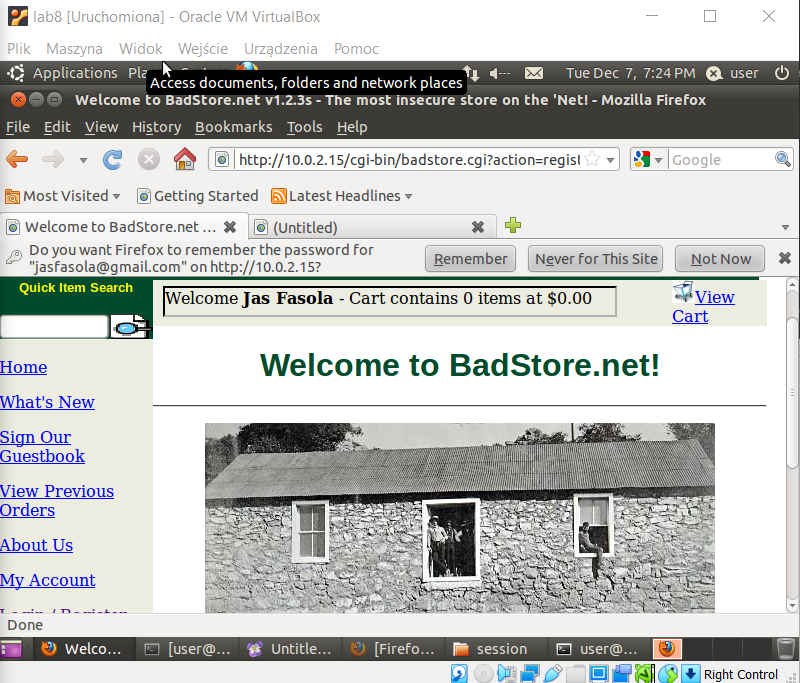 lab8 [Uruchomiona] - Oracle VM VirtualBox
Plik Maszyna Widok Wejście Urządzenia Pomoc
Applications Pla
Tue Dec 7, 7:24 PM user
Access documents, folders and network places
Welcome to BadStore.net v1.2.3s - The most insecure store on the 'Net! - Mozilla Firefox
File Edit View History Bookmarks Tools Help
http://10.0.2.15/cgi-bin/badstore.cgi?action=regist Google
Most Visited Getting Started Latest Headlines
Welcome to BadStore.net ... (Untitled)
Do you want Firefox to remember the password for
"jasfasola@gmail.com" on http://10.0.2.15?
Remember Never for This Site Not Now
Quick Item Search
Welcome Jas Fasola - Cart contains 0 items at $0.00
View
Cart
Home
What's New
Sign Our
Guestbook
View Previous
Orders
About Us
My Account
Login / Register
Welcome to BadStore.net!
Done
Welco... [user@... Untitle... [Firefo... session user@...
Right Control